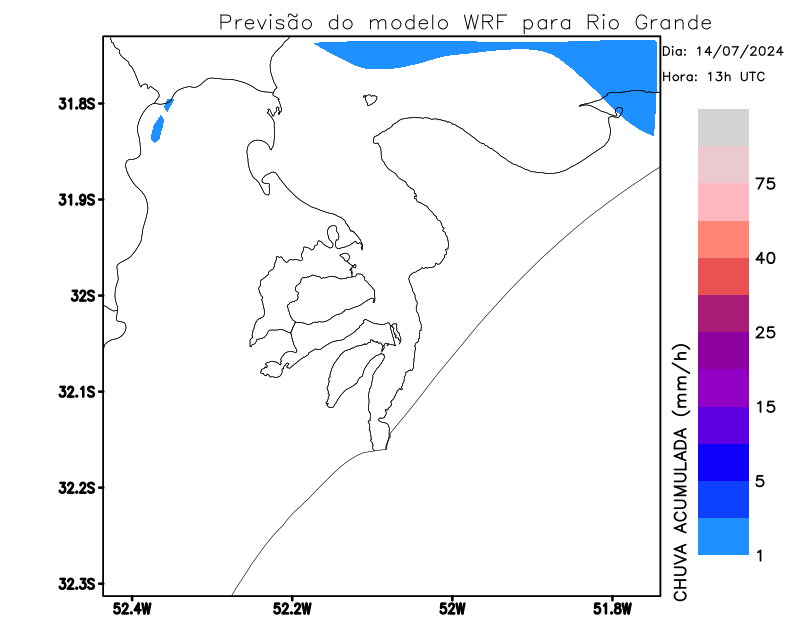 Previsão do modelo WRF para Rio Grande
Dia: 14/07/2024
Hora: 13h UTC
31.8S
31.9S
32S
32.1S
32.2S
32.3S
52.4W
52.2W
52W
51.8W
75
40
25
15
5
1
CHUVA ACUMULADA (mm/h)